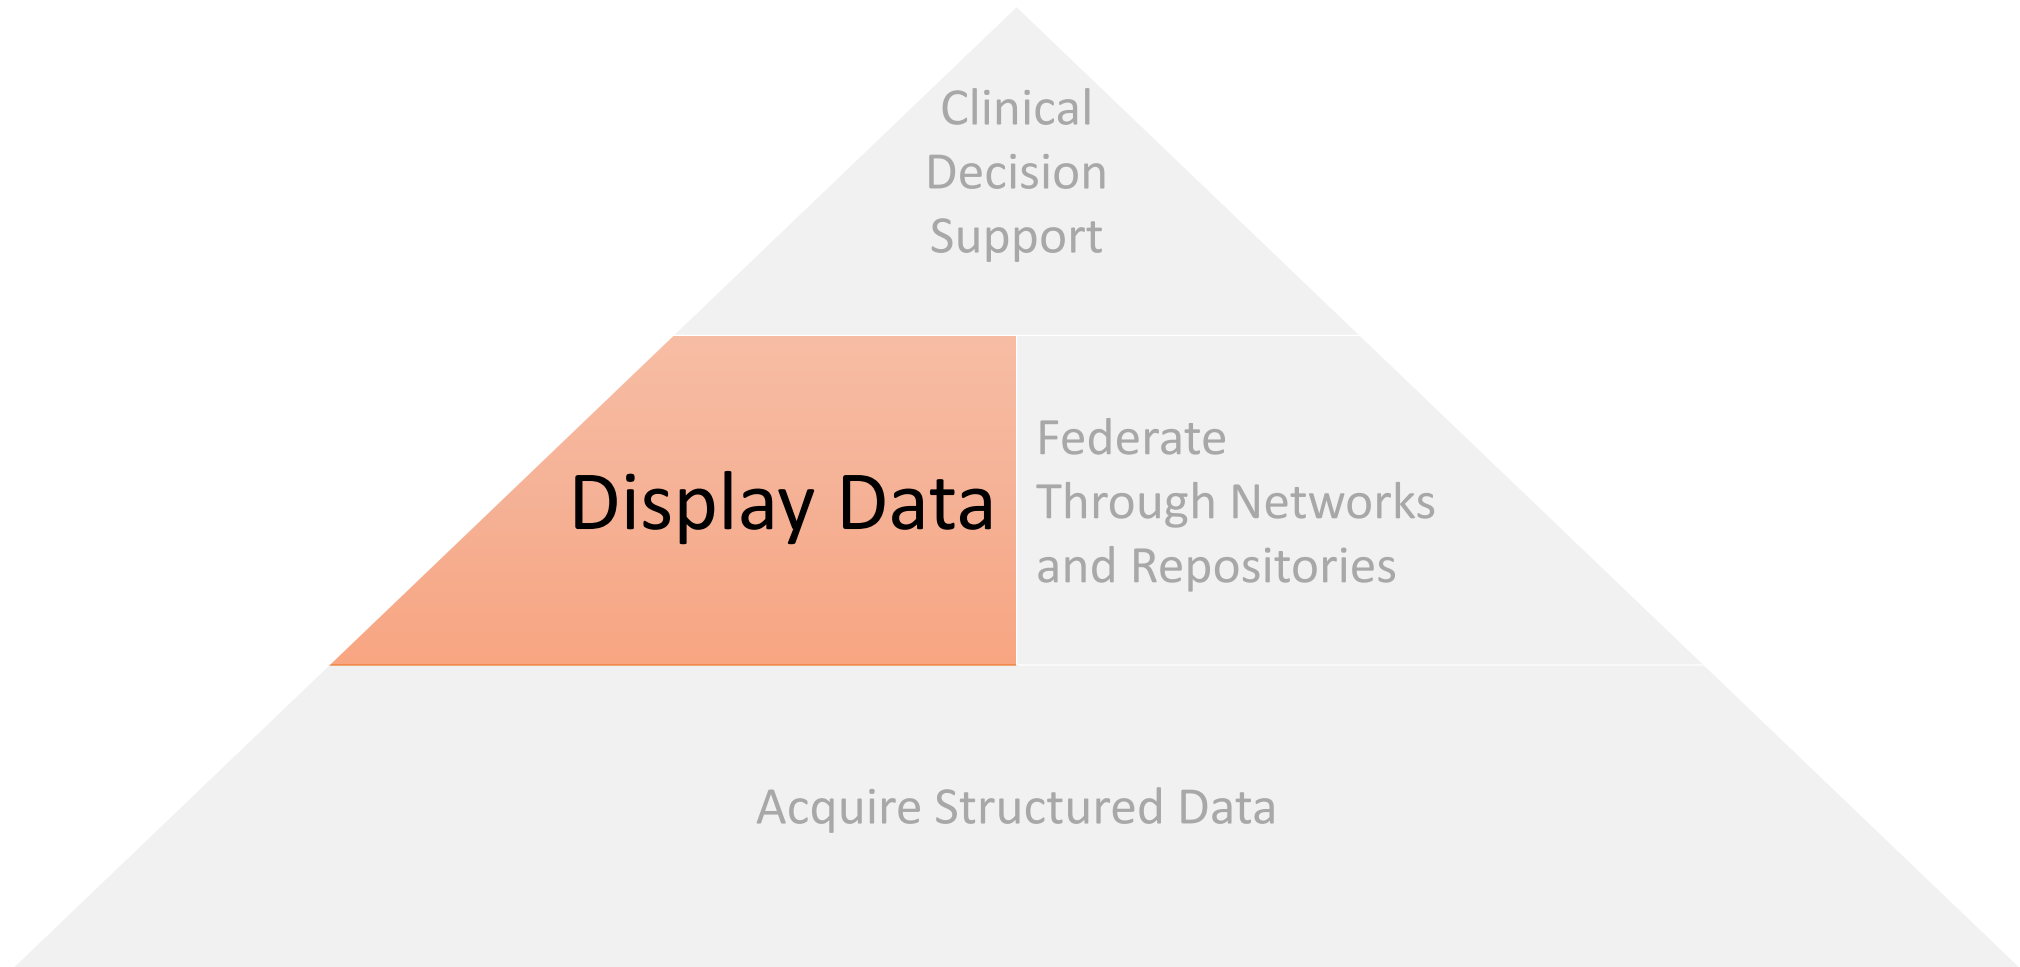 Clinical
Decision
Support
Display Data
Federate
Through Networks
and Repositories
Acquire Structured Data